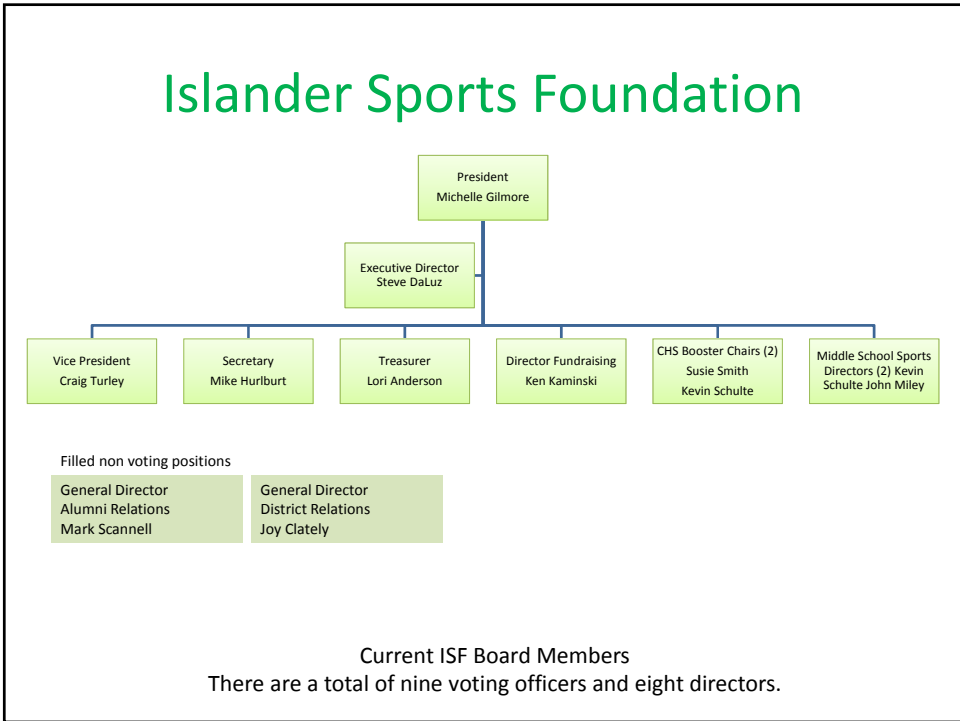 Islander Sports Foundation
President
Michelle Gilmore
Executive Director
Steve DaLuz
Vice President
Craig Turley
Secretary
Mike Hurlburt
Treasurer
Lori Anderson
Director Fundraising
Ken Kaminski
CHS Booster Chairs (2)
Susie Smith
Kevin Schulte
Middle School Sports
Directors (2) Kevin
Schulte John Miley
Filled non voting positions
General Director
Alumni Relations
Mark Scannell
General Director
District Relations
Joy Clately
Current ISF Board Members
There are a total of nine voting officers and eight directors.